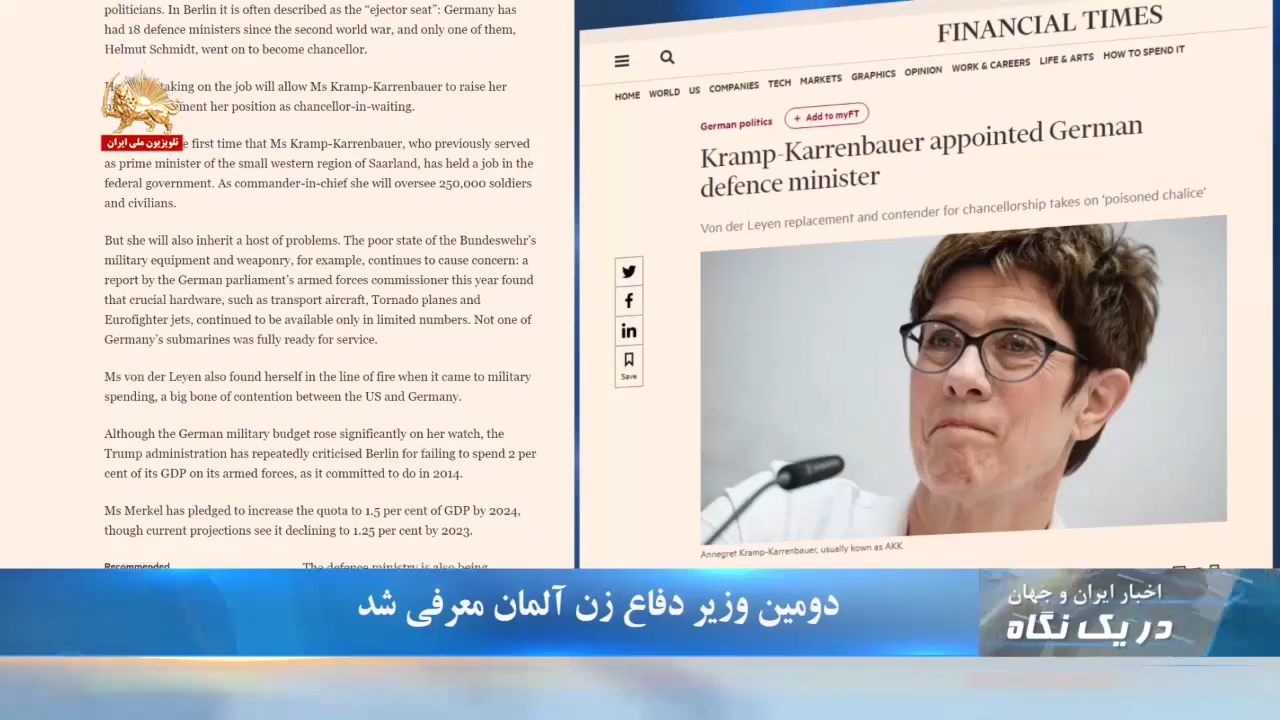 politicians. In Berlin it is often described as the “ejector seat”: Germany has
had 18 defence ministers since the second world war, and only one of them,
Helmut Schmidt, went on to become chancellor.
taking on the job will allow Ms Kramp-Karrenbauer to raise her
her position as chancellor-in-waiting.
first time that Ms Kramp-Karrenbauer, who previously served
as prime minister of the small western region of Saarland, has held a job in the
federal government. As commander-in-chief she will oversee 250,000 soldiers
and civilians.
But she will also inherit a host of problems. The poor state of the Bundeswehr’s
military equipment and weaponry, for example, continues to cause concern: a
report by the German parliament’s armed forces commissioner this year found
that crucial hardware, such as transport aircraft, Tornado planes and
Eurofighter jets, continued to be available only in limited numbers. Not one of
Germany’s submarines was fully ready for service.
Ms von der Leyen also found herself in the line of fire when it came to military
spending, a big bone of contention between the US and Germany.
Although the German military budget rose significantly on her watch, the
Trump administration has repeatedly criticised Berlin for failing to spend 2 per
cent of its GDP on its armed forces, as it committed to do in 2014.
Ms Merkel has pledged to increase the quota to 1.5 per cent of GDP by 2024,
though current projections see it declining to 1.25 per cent by 2023.
Recommended
The defence ministry is also being
تلویزیون ملی ایران
FINANCIAL TIMES
HOME WORLD US COMPANIES TECH MARKETS GRAPHICS OPINION WORK & CAREERS LIFE & ARTS HOW TO SPEND IT
German politics + Add to myFT
Kramp-Karrenbauer appointed German
defence minister
Von der Leyen replacement and contender for chancellorship takes on ‘poisoned chalice’
Save
Annegret Kramp-Karrenbauer, usually kown as AKK
دومین وزیر دفاع زن آلمان معرفی شد
اخبار ایران و جهان
در یک نگاه